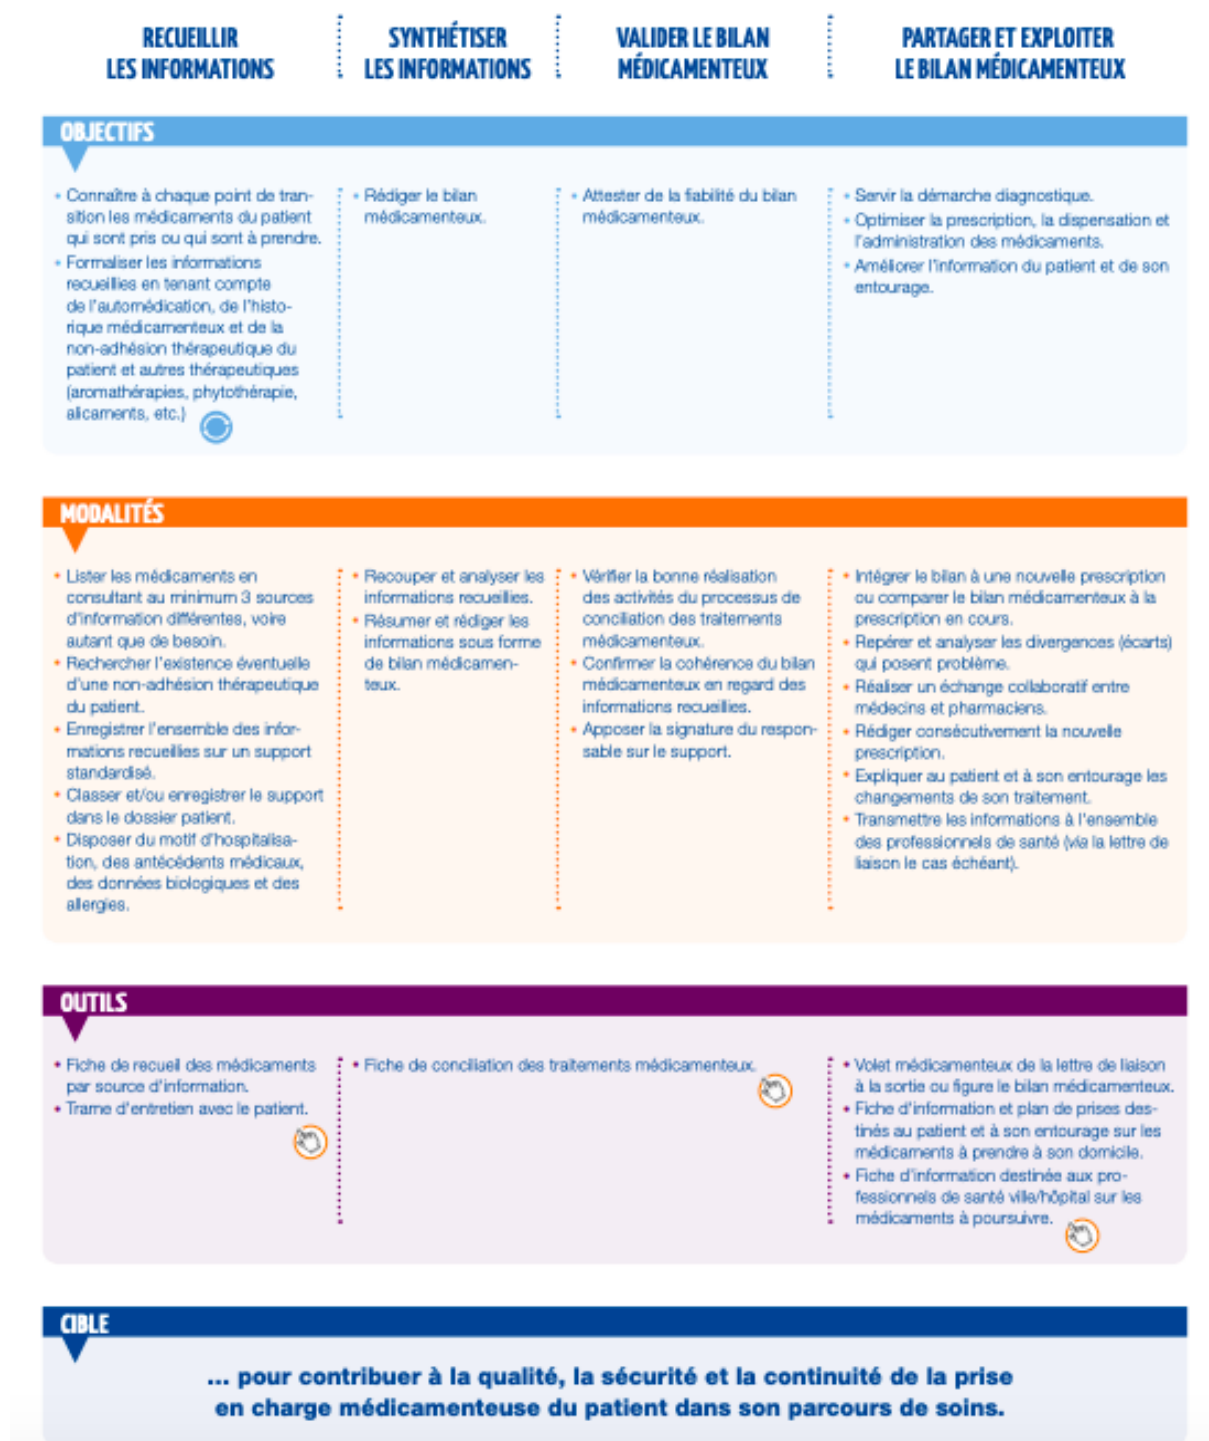 RECUEILLIR
LES INFORMATIONS
SYNTHÉTISER
LES INFORMATIONS
VALIDER LE BILAN
MÉDICAMENTEUX
PARTAGER ET EXPLOITER
LE BILAN MÉDICAMENTEUX
OBJECTIFS
• Connaître à chaque point de tran-
sition les médicaments du patient
qui sont pris ou qui sont à prendre.
• Formaliser les informations
recueillies en tenant compte
de l'automédication, de l'histo-
rique médicamenteux et de la
non-adhésion thérapeutique du
patient et autres thérapeutiques
(aromathérapies, phytothérapie,
alicaments, etc.)
• Rédiger le bilan
médicamenteux.
• Attester de la fiabilité du bilan
médicamenteux.
• Servir la démarche diagnostique.
• Optimiser la prescription, la dispensation et
l'administration des médicaments.
• Améliorer l'information du patient et de son
entourage.
MODALITÉS
• Lister les médicaments en
consultant au minimum 3 sources
d'information différentes, voire
autant que de besoin.
• Rechercher l'existence éventuelle
d'une non-adhésion thérapeutique
du patient.
• Enregistrer l'ensemble des infor-
mations recueillies sur un support
standardisé.
• Classer et/ou enregistrer le support
dans le dossier patient.
• Disposer du motif d'hospitalisa-
tion, des antécédents médicaux,
des données biologiques et des
allergies.
• Recouper et analyser les
informations recueillies.
• Résumer et rédiger les
informations sous forme
de bilan médicamen-
teux.
• Vérifier la bonne réalisation
des activités du processus de
conciliation des traitements
médicamenteux.
• Confirmer la cohérence du bilan
médicamenteux en regard des
informations recueillies.
• Apposer la signature du respon-
sable sur le support.
• Intégrer le bilan à une nouvelle prescription
ou comparer le bilan médicamenteux à la
prescription en cours.
• Repérer et analyser les divergences (écarts)
qui posent problème.
• Réaliser un échange collaboratif entre
médecins et pharmaciens.
• Rédiger consécutivement la nouvelle
prescription.
• Expliquer au patient et à son entourage les
changements de son traitement.
• Transmettre les informations à l'ensemble
des professionnels de santé (via la lettre de
liaison le cas échéant).
OUTILS
• Fiche de recueil des médicaments
par source d'information.
• Trame d'entretien avec le patient.
• Fiche de conciliation des traitements médicamenteux.
• Volet médicamenteux de la lettre de liaison
à la sortie ou figure le bilan médicamenteux.
• Fiche d'information et plan de prises des-
tinés au patient et à son entourage sur les
médicaments à prendre à son domicile.
• Fiche d'information destinée aux pro-
fessionnels de santé ville/hôpital sur les
médicaments à poursuivre.
CIBLE
... pour contribuer à la qualité, la sécurité et la continuité de la prise
en charge médicamenteuse du patient dans son parcours de soins.